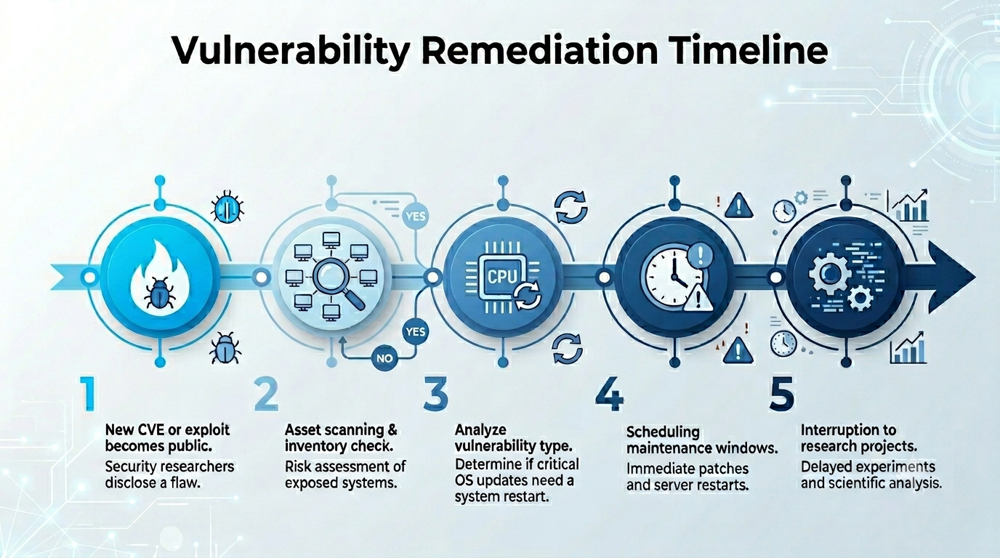 Vulnerability Remediation Timeline
YES
CPU
YES
NO
1
New CVE or exploit
becomes public.
Security researchers
disclose a flaw.
2
Asset scanning &
inventory check.
Risk assessment of
exposed systems.
3
Analyze
vulnerability type.
Determine if critical
OS updates need a
system restart.
4
Scheduling
maintenance windows.
Immediate patches
and server restarts.
5
Interruption to
research projects.
Delayed experiments
and scientific analysis.